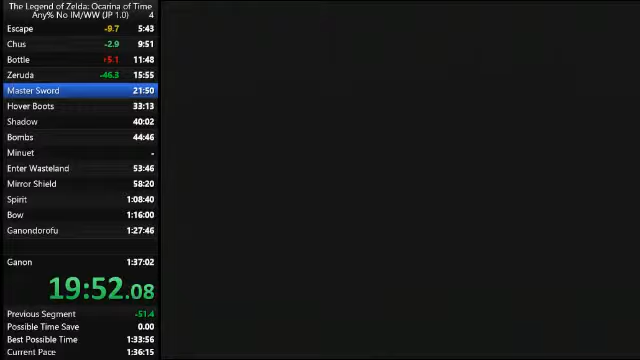 The Legend of Zelda: Ocarina of Time
Any% No IM/WW (JP 1.0) 4
Escape -9.7 5:43
Chus -2.9 9:51
Bottle +5.1 11:48
Zeruda -46.3 15:55
Master Sword 21:50
Hover Boots 33:13
Shadow 40:02
Bombs 44:46
Minuet -
Enter Wasteland 53:46
Mirror Shield 58:20
Spirit 1:08:40
Bow 1:16:00
Ganondorofu 1:27:46
Ganon 1:37:02
19:52.08
Previous Segment -51.4
Possible Time Save 0.00
Best Possible Time 1:33:56
Current Pace 1:36:15